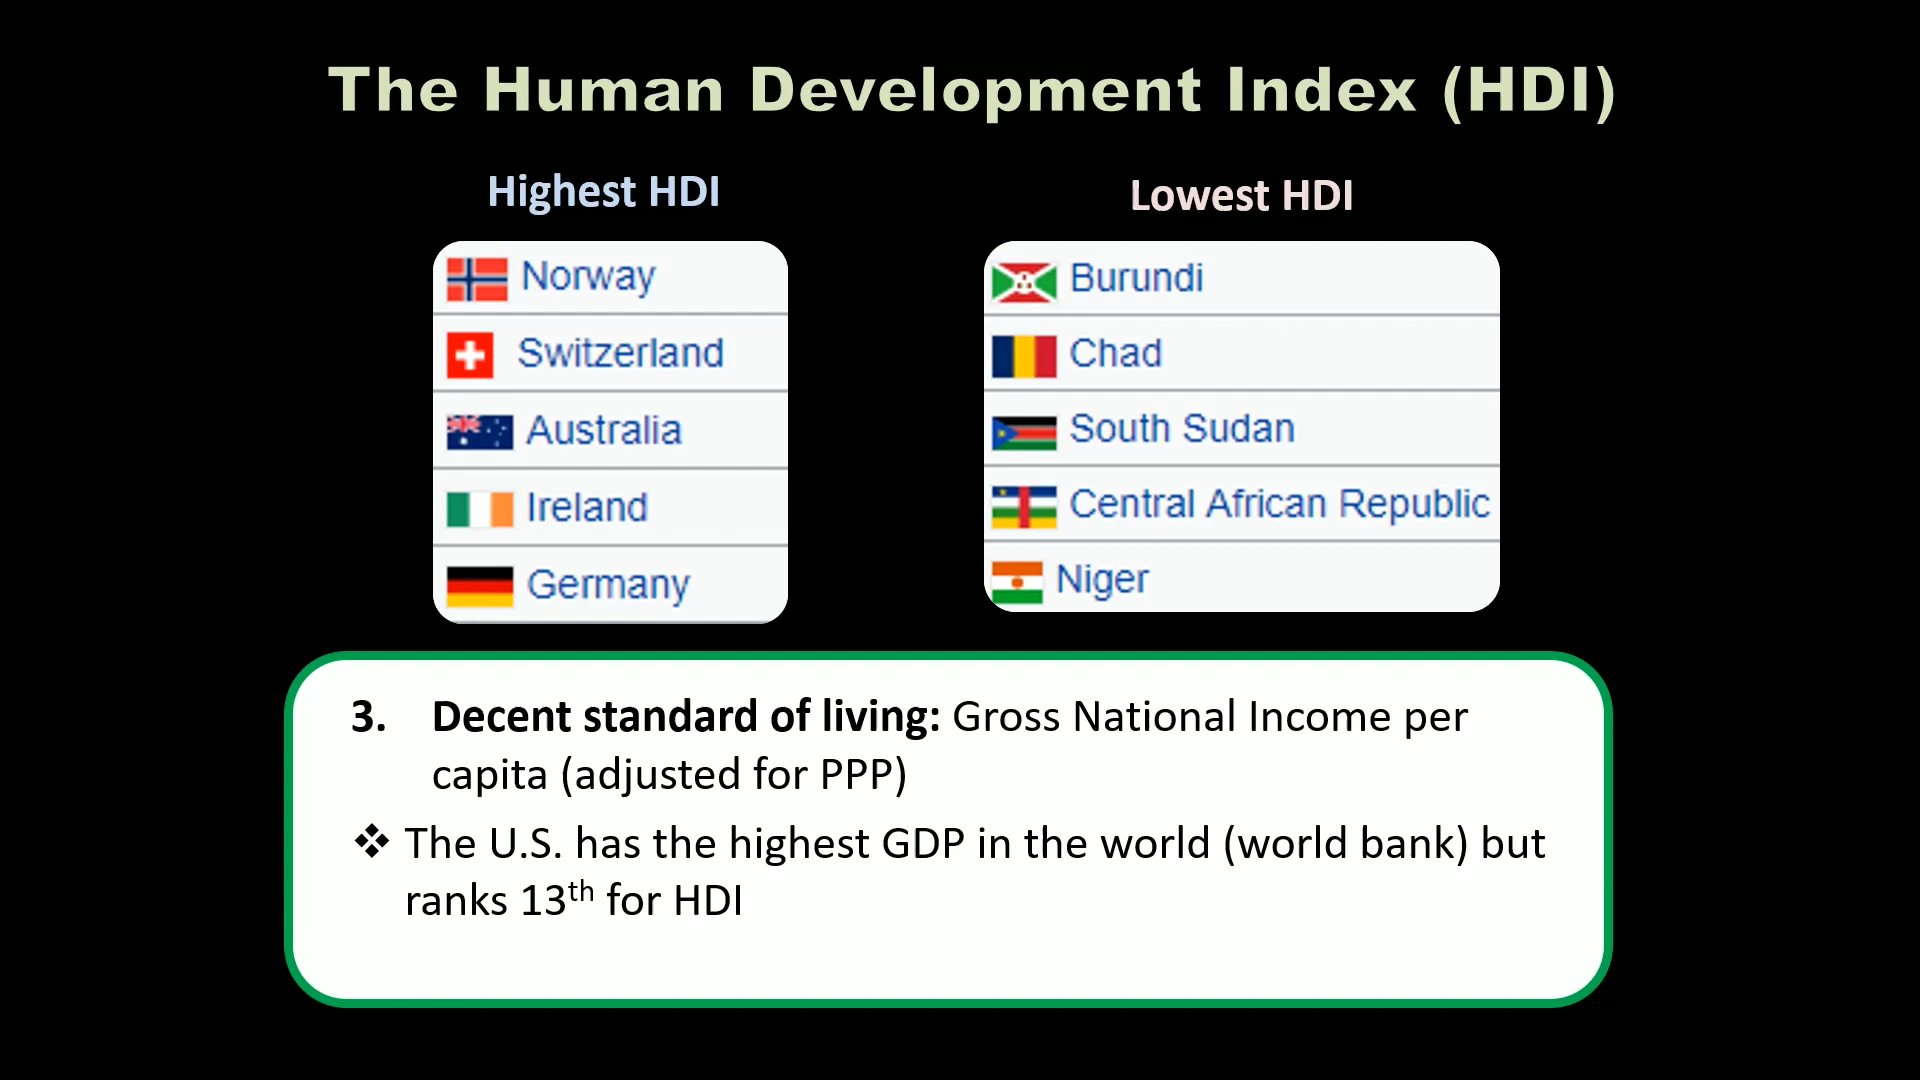 The Human Development Index (HDI)
Highest HDI
Norway
Switzerland
Australia
Ireland
Germany
Lowest HDI
Burundi
Chad
South Sudan
Central African Republic
Niger
3. Decent standard of living: Gross National Income per
capita (adjusted for PPP)
❖ The U.S. has the highest GDP in the world (world bank) but
ranks 13th for HDI